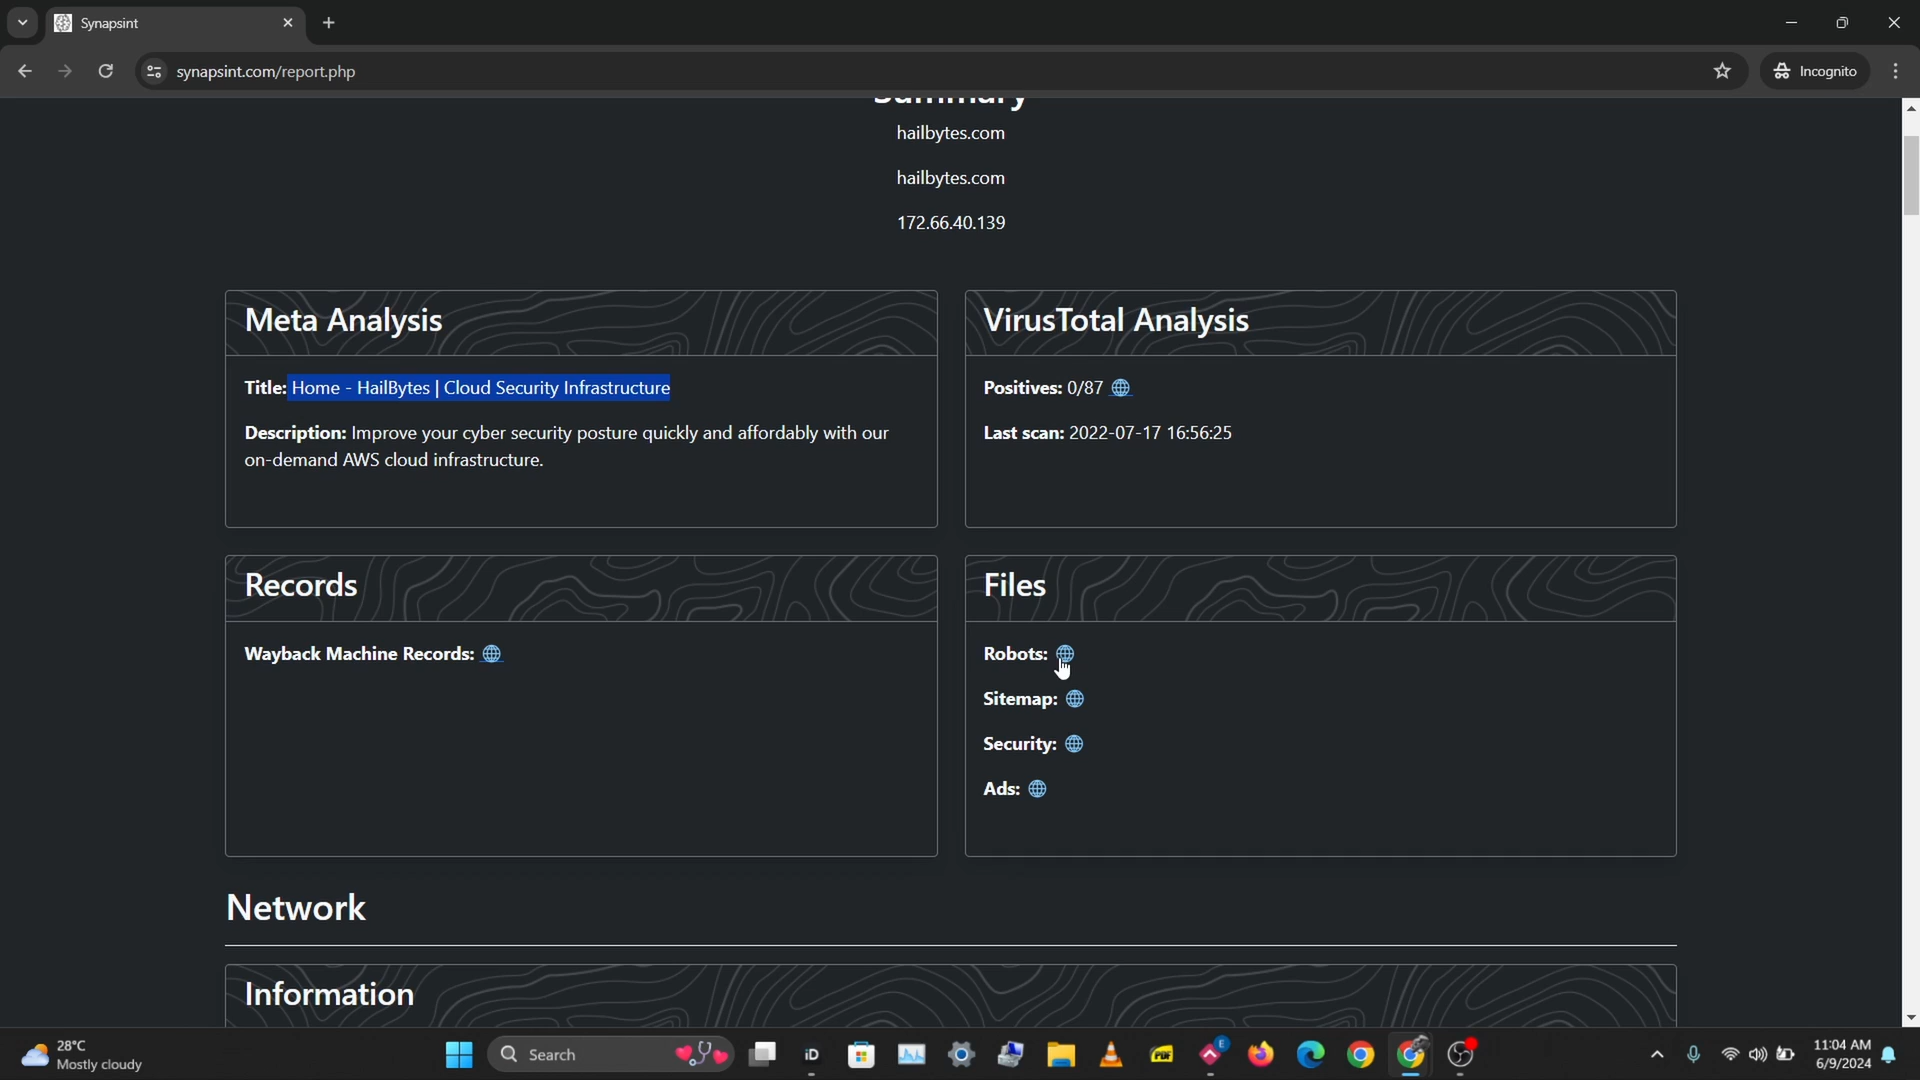 Synapsint
synapsint.com/report.php
Incognito
Summary
hailbytes.com
hailbytes.com
172.66.40.139
Meta Analysis
Title: Home - HailBytes | Cloud Security Infrastructure
Description: Improve your cyber security posture quickly and affordably with our
on-demand AWS cloud infrastructure.
VirusTotal Analysis
Positives: 0/87
Last scan: 2022-07-17 16:56:25
Records
Wayback Machine Records:
Files
Robots:
Sitemap:
Security:
Ads:
Network
Information
28°C
Mostly cloudy
Search
iD
PDF
E
11:04 AM
6/9/2024